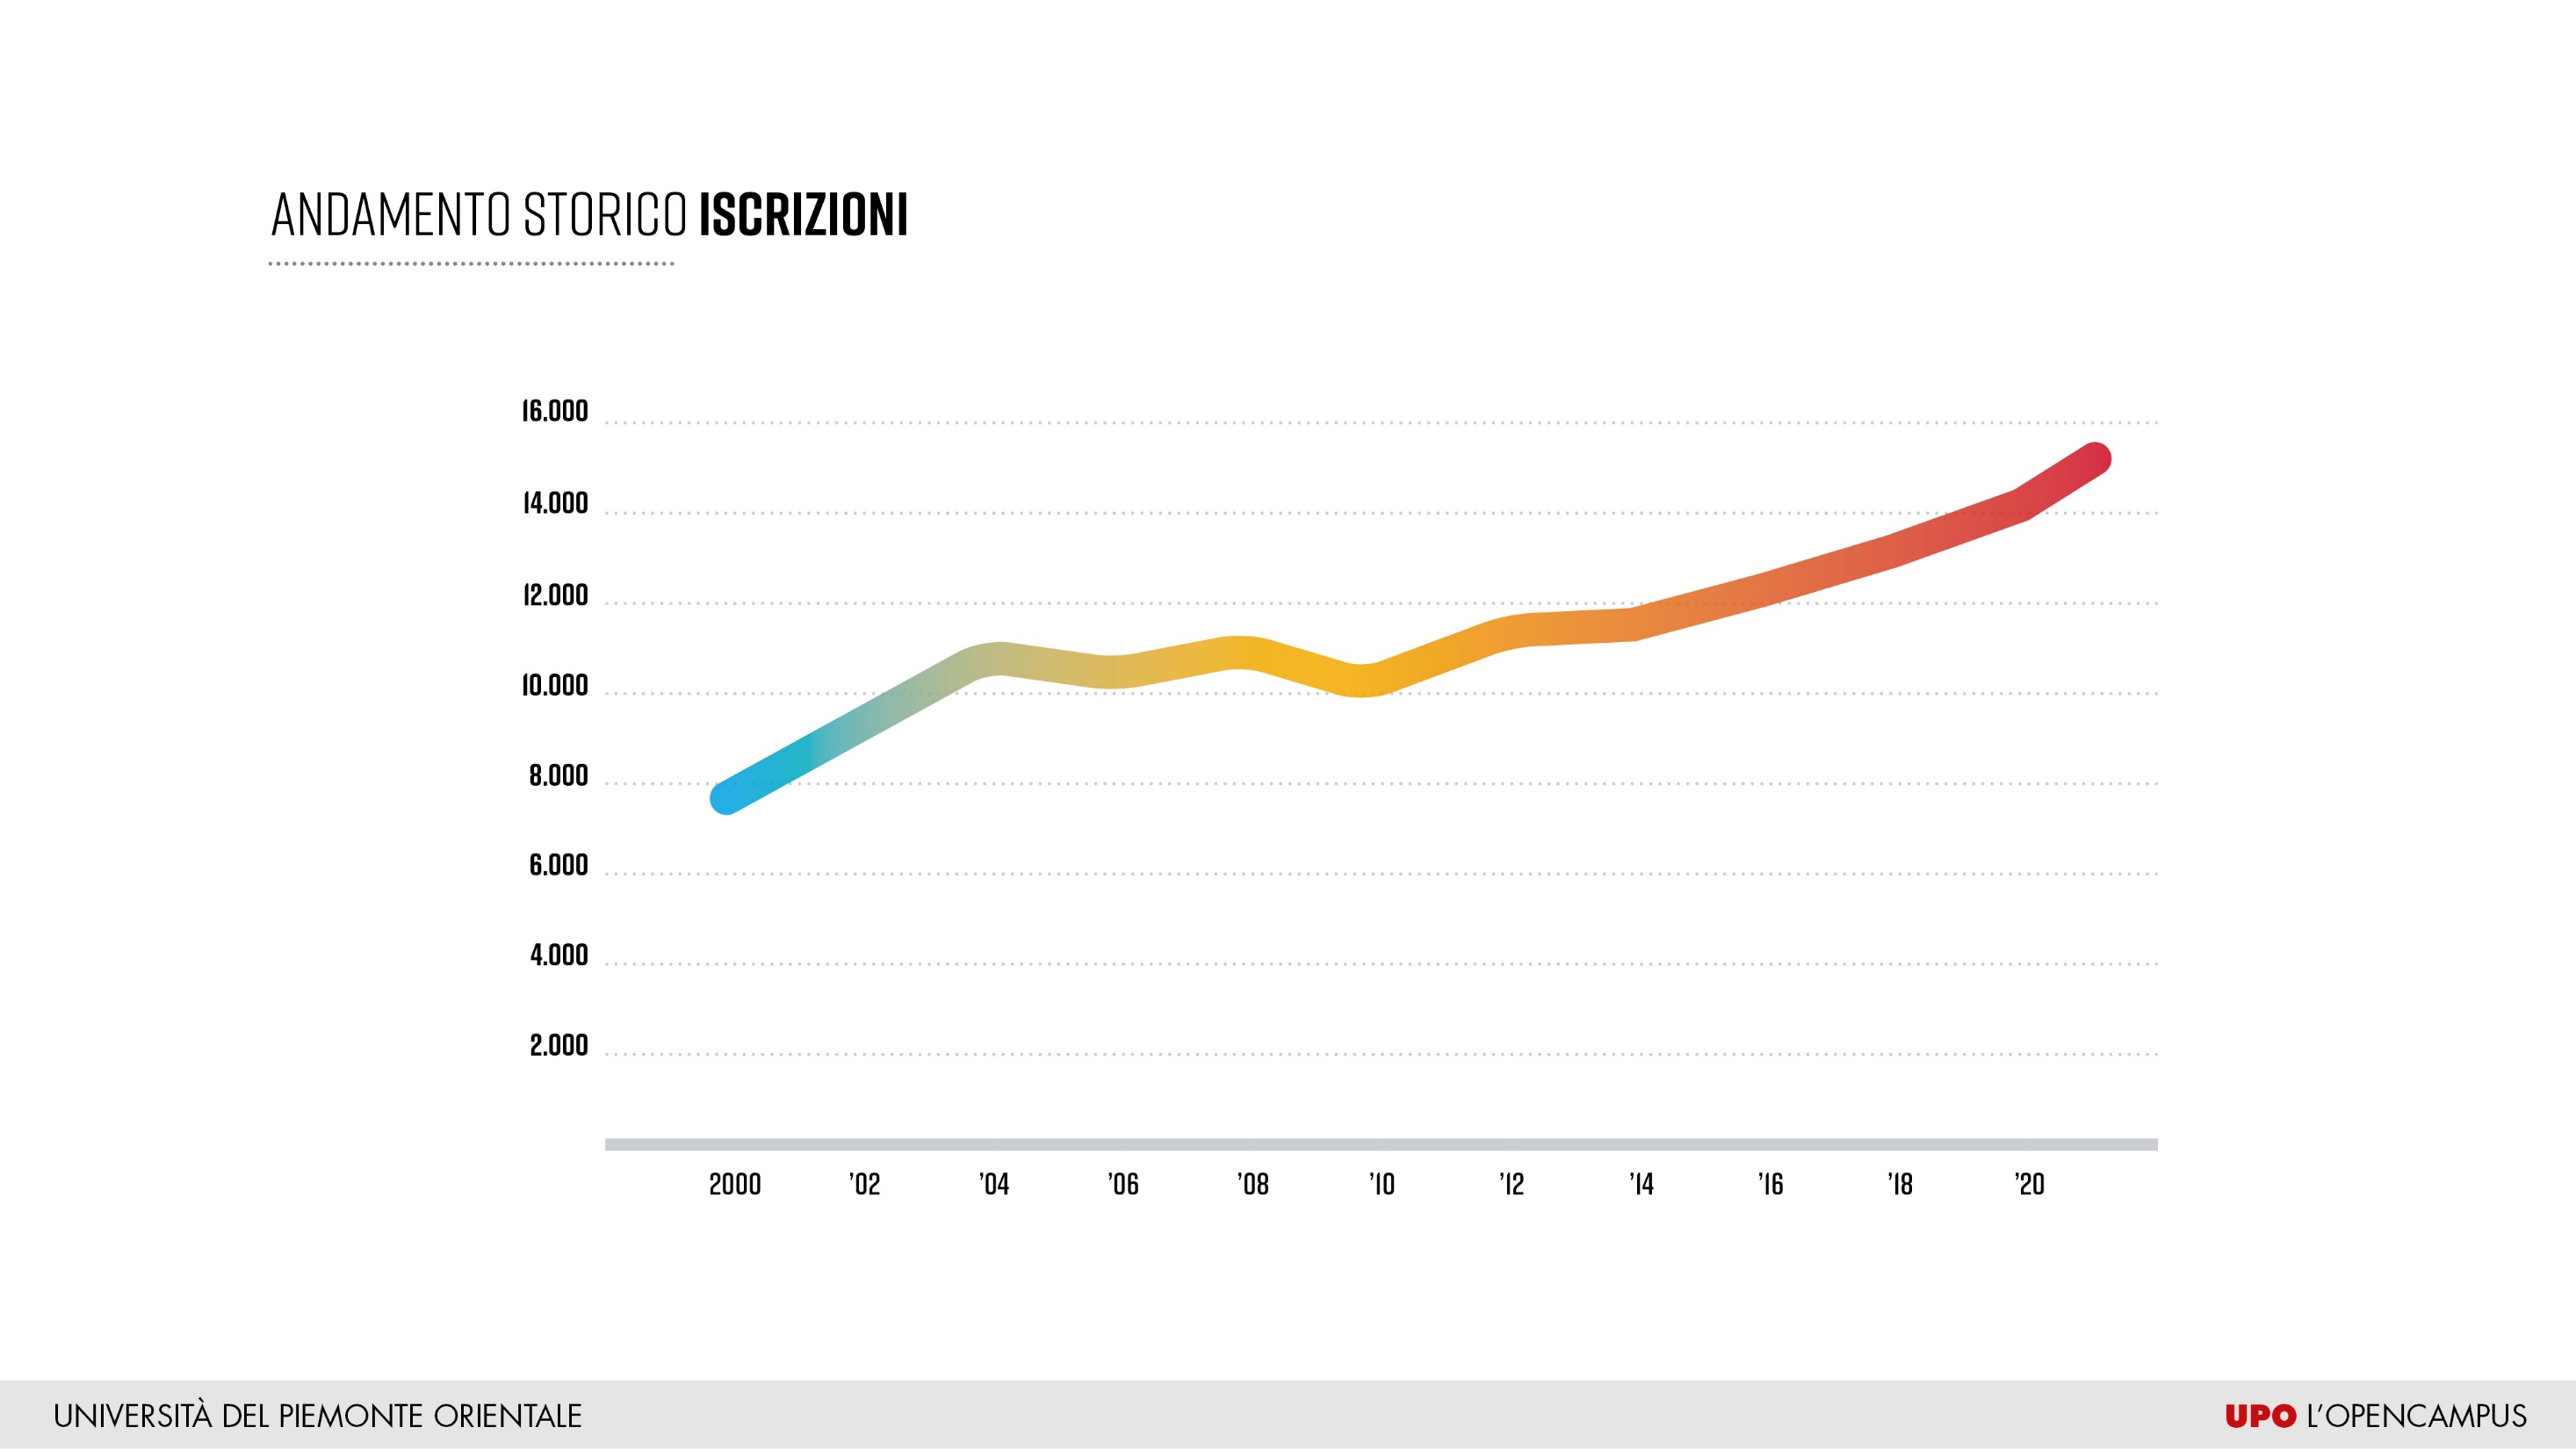 ANDAMENTO STORICO ISCRIZIONI
16.000
14.000
12.000
10.000
8.000
6.000
4.000
2.000
2000 ’02 ’04 ’06 ’08 ’10 ’12 ’14 ’16 ’18 ’20
UNIVERSITÀ DEL PIEMONTE ORIENTALE
UPO L’OPENCAMPUS